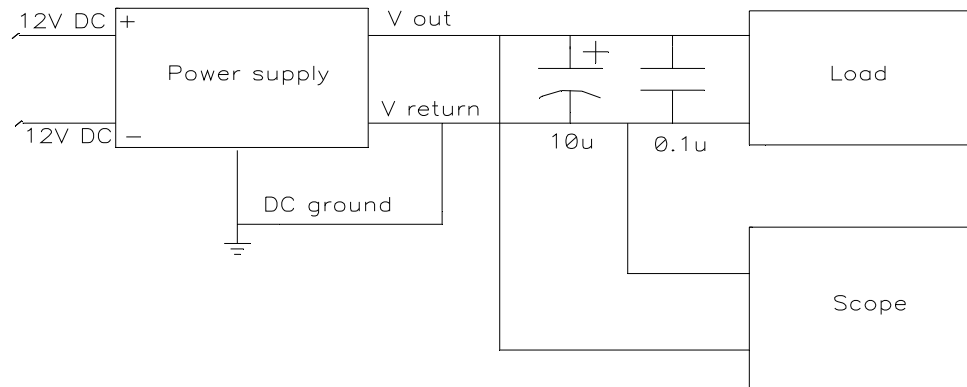 12V DC +
V out
Power supply
Load
V return
12V DC −
10u
0.1u
DC ground
Scope